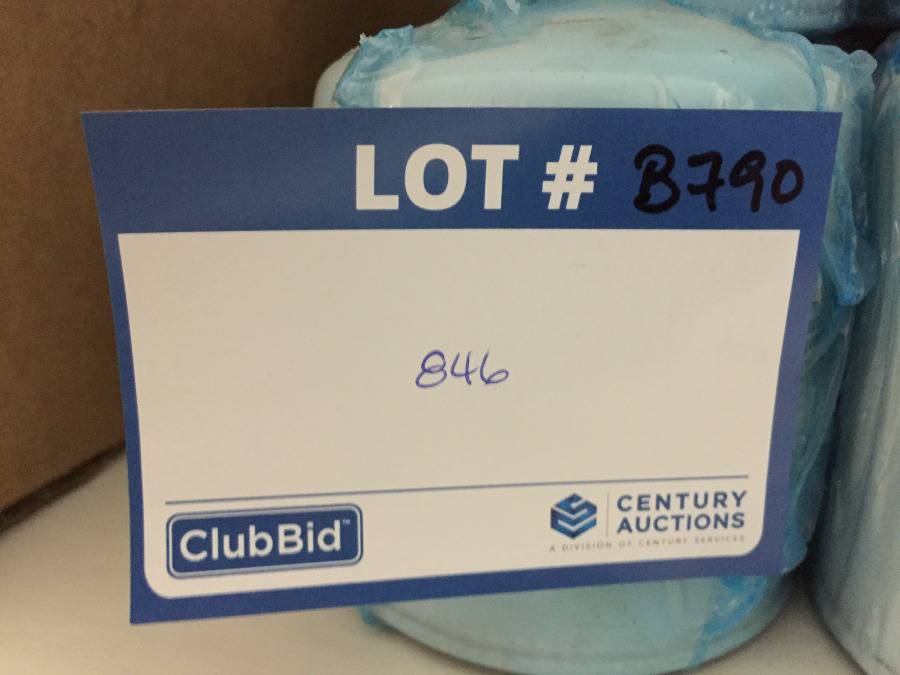 LOT # B790
846
ClubBid™
CENTURY
AUCTIONS
A DIVISION OF CENTURY SERVICES